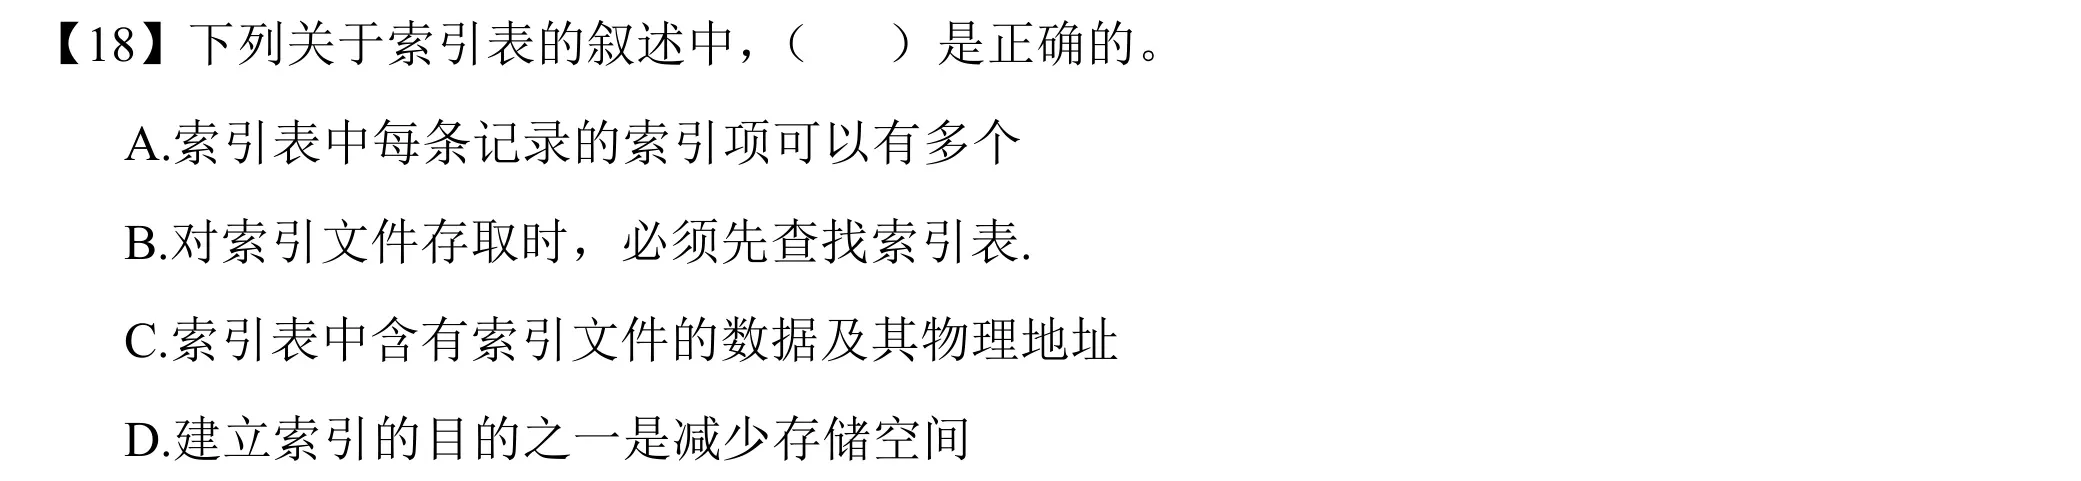 【18】下列关于索引表的叙述中，（　　）是正确的。
A.索引表中每条记录的索引项可以有多个
B.对索引文件存取时，必须先查找索引表.
C.索引表中含有索引文件的数据及其物理地址
D.建立索引的目的之一是减少存储空间